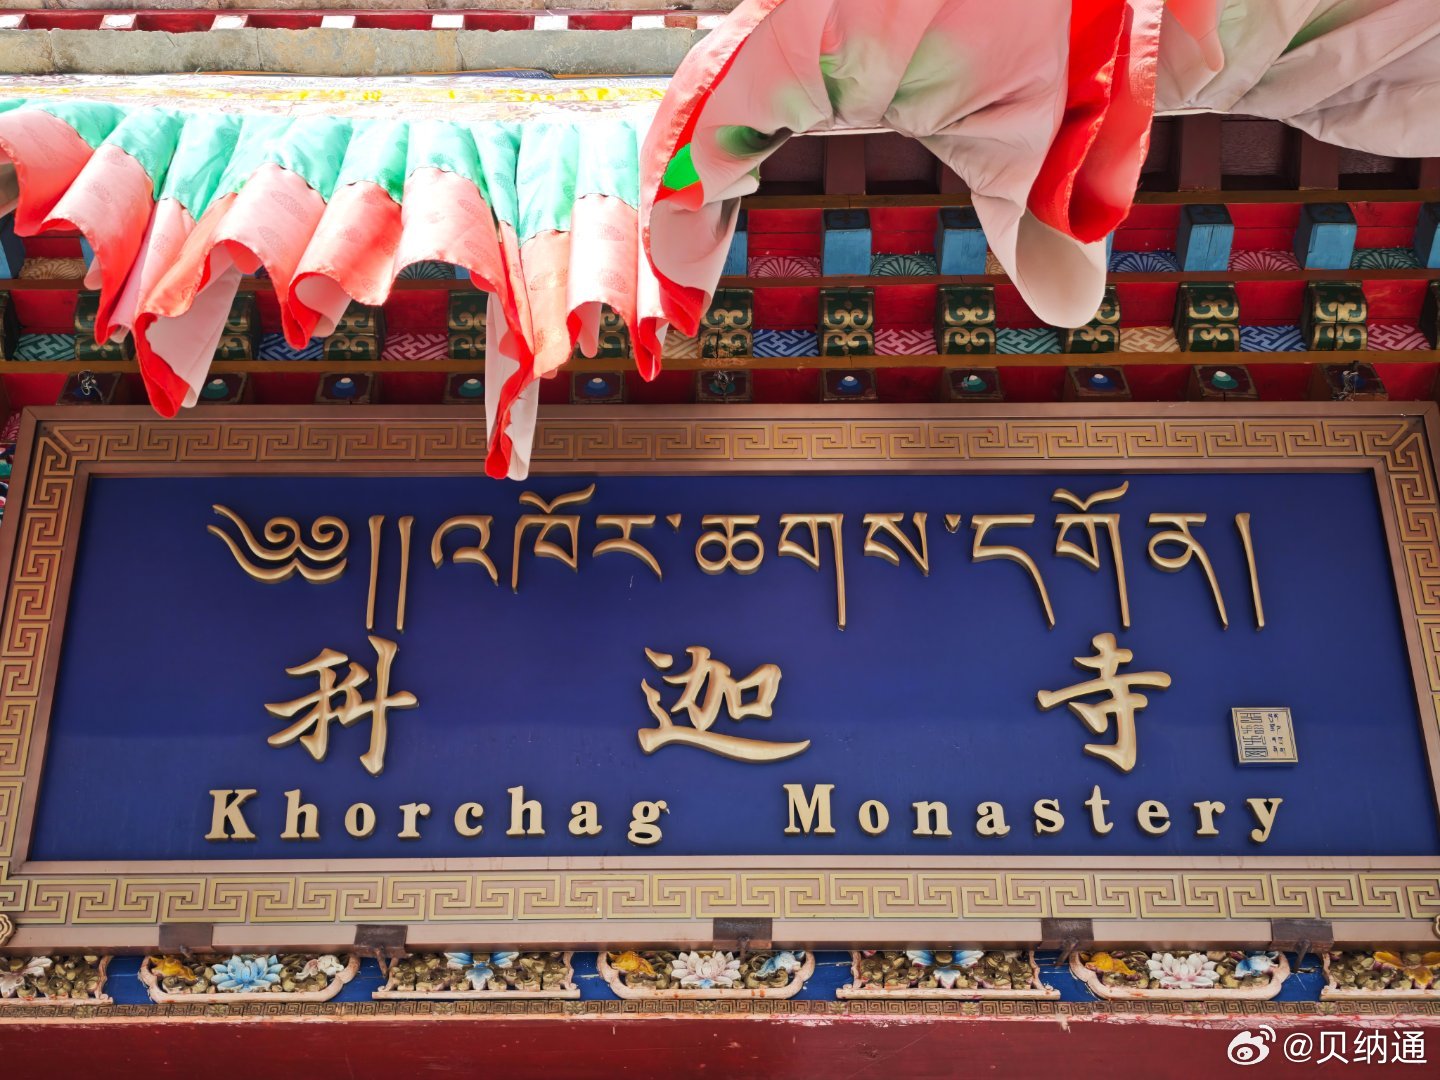 ༄༅།།འཁོར་ཆགས་དགོན།
科迦寺
Khorchag Monastery
@贝纳通